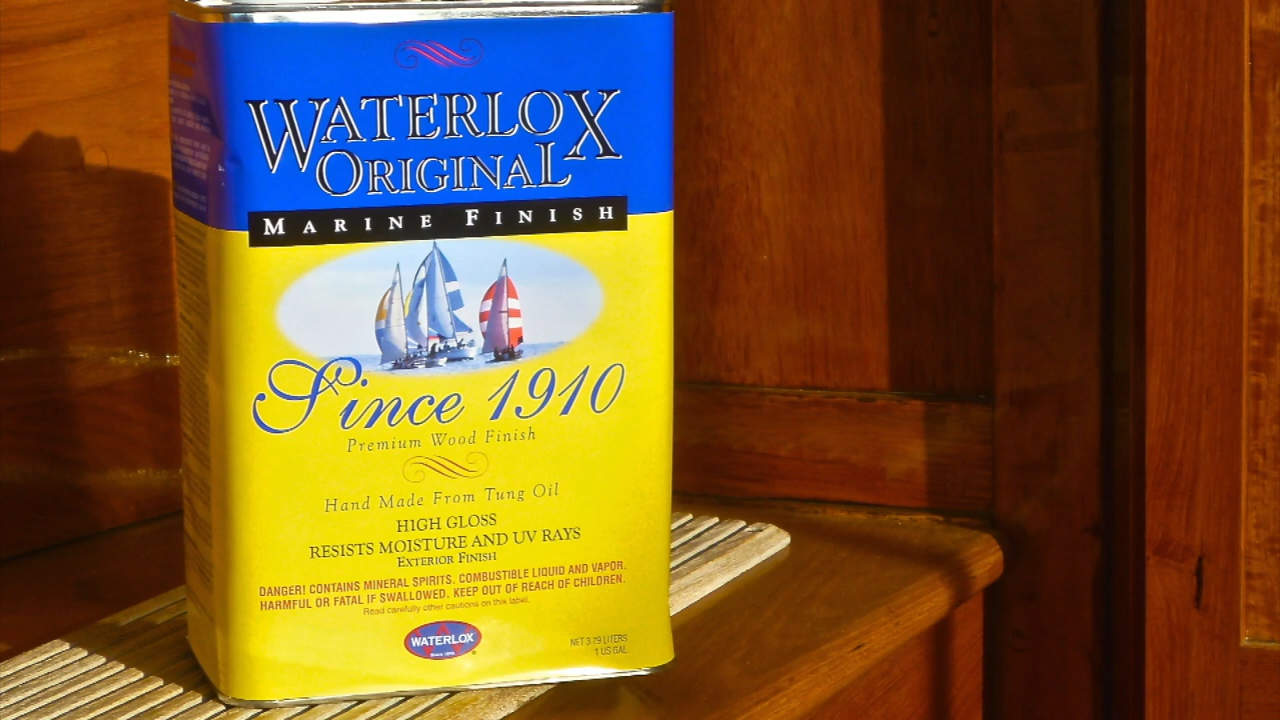 WATERLOX
ORIGINAL
MARINE FINISH
Since 1910
Premium Wood Finish
Hand Made From Tung Oil
HIGH GLOSS
RESISTS MOISTURE AND UV RAYS
EXTERIOR FINISH
DANGER! CONTAINS MINERAL SPIRITS. COMBUSTIBLE LIQUID AND VAPOR.
HARMFUL OR FATAL IF SWALLOWED. KEEP OUT OF REACH OF CHILDREN.
Read carefully other cautions on this label.
WATERLOX
Since 1910
NET 3.79 LITERS
1 US GAL